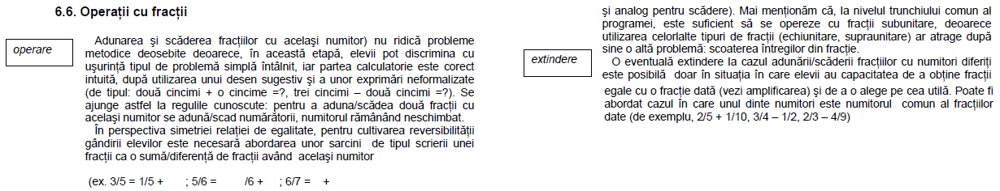 6.6. Operații cu fracții
operare
Adunarea și scăderea fracțiilor cu același numitor) nu ridică probleme
metodice deosebite deoarece, în această etapă, elevii pot discrimina cu
ușurință tipul de problemă simplă întâlnit, iar partea calculatorie este corect
intuită, după utilizarea unui desen sugestiv și a unor exprimări neformalizate
(de tipul: două cincimi + o cincime =?, trei cincimi – două cincimi =?). Se
ajunge astfel la regulile cunoscute: pentru a aduna/scădea două fracții cu
același numitor se adună/scad numărătorii, numitorul rămânând neschimbat.
În perspectiva simetriei relației de egalitate, pentru cultivarea reversibilității
gândirii elevilor este necesară abordarea unor sarcini de tipul scrierii unei
fracții ca o sumă/diferență de fracții având același numitor
(ex. 3/5 = 1/5 + ; 5/6 = /6 + ; 6/7 = +
și analog pentru scădere). Mai menționăm că, la nivelul trunchiului comun al
programei, este suficient să se opereze cu fracții subunitare, deoarece
utilizarea celorlalte tipuri de fracții (echiunitare, supraunitare) ar atrage după
sine o altă problemă: scoaterea întregilor din fracție.
extindere
O eventuală extindere la cazul adunării/scăderii fracțiilor cu numitori diferiți
este posibilă doar în situația în care elevii au capacitatea de a obține fracții
egale cu o fracție dată (vezi amplificarea) și de a o alege pe cea utilă. Poate fi
abordat cazul în care unul dintre numitori este numitorul comun al fracțiilor
date (de exemplu, 2/5 + 1/10, 3/4 – 1/2, 2/3 – 4/9)